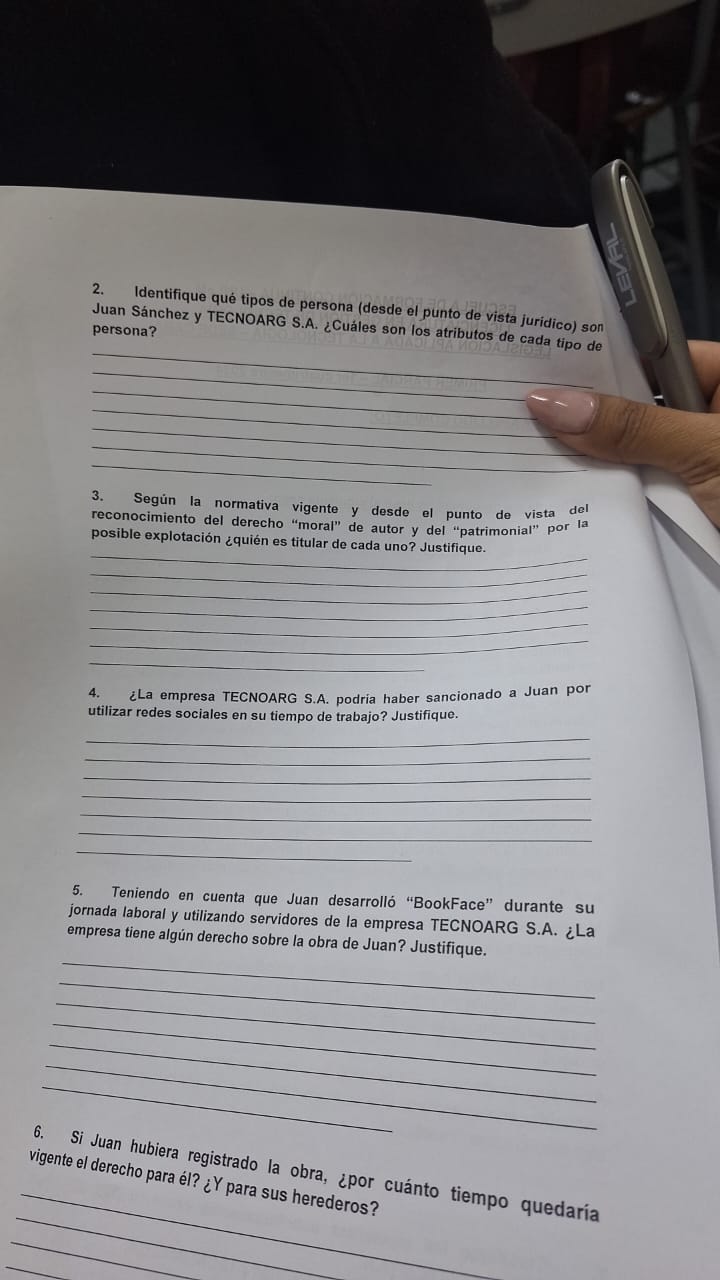 2. Identifique qué tipos de persona (desde el punto de vista jurídico) son
Juan Sánchez y TECNOARG S.A. ¿Cuáles son los atributos de cada tipo de
persona?
3. Según la normativa vigente y desde el punto de vista del
reconocimiento del derecho “moral” de autor y del “patrimonial” por la
posible explotación ¿quién es titular de cada uno? Justifique.
4. ¿La empresa TECNOARG S.A. podría haber sancionado a Juan por
utilizar redes sociales en su tiempo de trabajo? Justifique.
5. Teniendo en cuenta que Juan desarrolló “BookFace” durante su
jornada laboral y utilizando servidores de la empresa TECNOARG S.A. ¿La
empresa tiene algún derecho sobre la obra de Juan? Justifique.
6. Si Juan hubiera registrado la obra, ¿por cuánto tiempo quedaría
vigente el derecho para él? ¿Y para sus herederos?